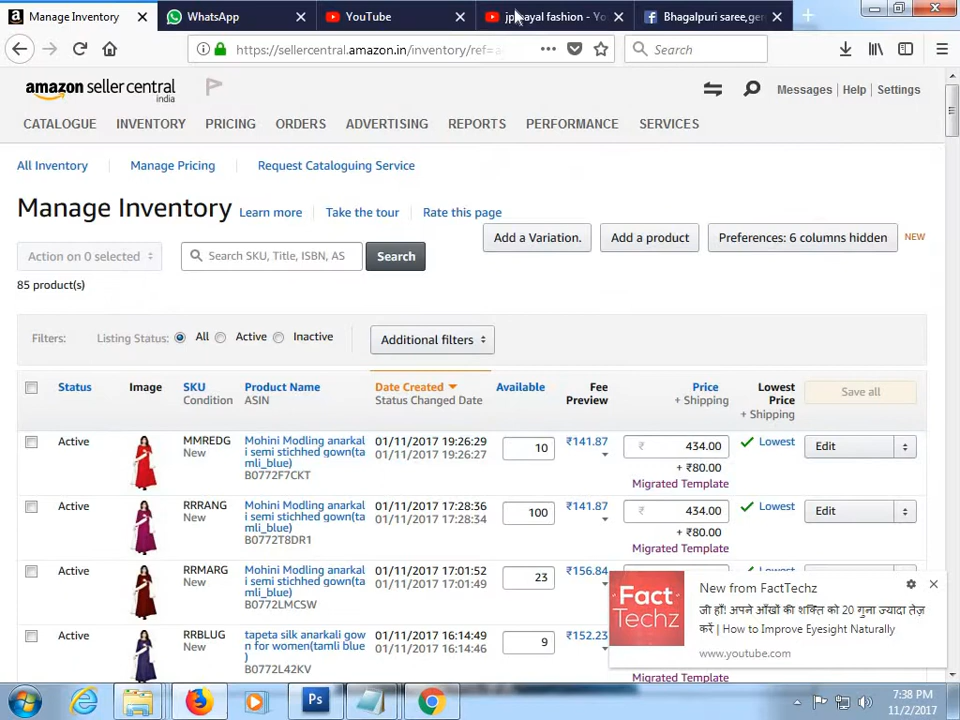 Manage Inventory
WhatsApp
YouTube
jppayal fashion - Yo
Bhagalpuri saree,ger
https://sellercentral.amazon.in/inventory/ref=
Search
amazon seller central
india
Messages Help Settings
CATALOGUE INVENTORY PRICING ORDERS ADVERTISING REPORTS PERFORMANCE SERVICES
All Inventory Manage Pricing Request Cataloguing Service
Manage Inventory Learn more Take the tour Rate this page
Add a Variation. Add a product Preferences: 6 columns hidden NEW
Action on 0 selected Search SKU, Title, ISBN, AS Search
85 product(s)
Filters: Listing Status: All Active Inactive Additional filters
Status Image SKU Product Name Date Created Available Fee Price Lowest Save all
Condition ASIN Status Changed Date Preview + Shipping Price
+ Shipping
Active MMREDG Mohini Modling anarkal 01/11/2017 19:26:29 10 ₹141.87 ₹ 434.00 Lowest Edit
New i semi stichhed gown(ta 01/11/2017 19:26:27
mli_blue) + ₹80.00
B0772F7CKT Migrated Template
Active RRRANG Mohini Modling anarkal 01/11/2017 17:28:36 100 ₹141.87 ₹ 434.00 Lowest Edit
New i semi stichhed gown(ta 01/11/2017 17:28:34
mli_blue) + ₹80.00
B0772T8DR1 Migrated Template
Active RRMARG Mohini Modling anarkal 01/11/2017 17:01:52 23 ₹156.84
New i semi stichhed gown(ta 01/11/2017 17:01:49
mli_blue)
B0772LMCSW
Active RRBLUG tapeta silk anarkali gow 01/11/2017 16:14:49 9 ₹152.23
New n for women(tamli blue 01/11/2017 16:14:46
)
B0772L42KV Migrated Template
Fact
Techz
New from FactTechz
जी हाँ! अपने आँखों की शक्ति को 20 गुना ज्यादा तेज़
करें | How to Improve Eyesight Naturally
www.youtube.com
Ps
7:38 PM
11/2/2017